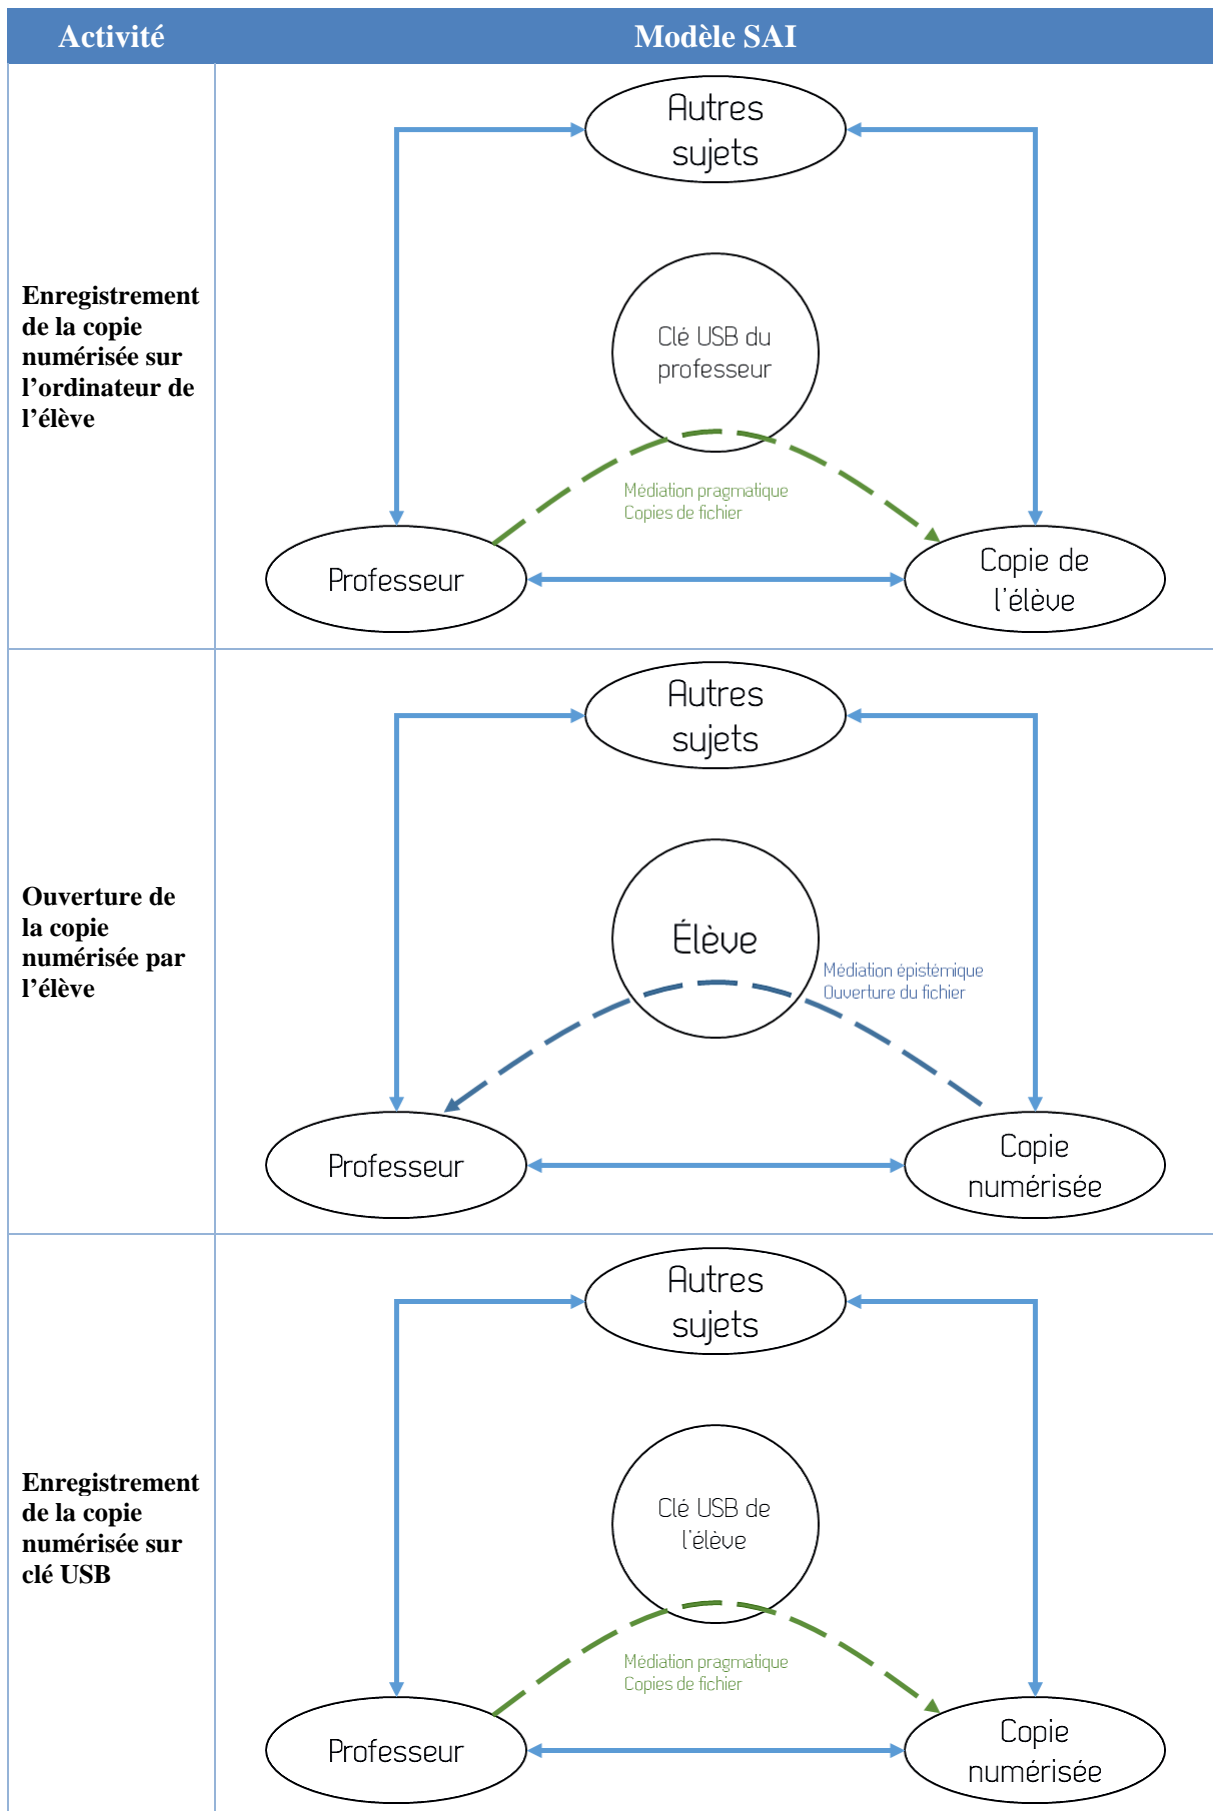 Activité
Modèle SAI
Enregistrement
de la copie
numérisée sur
l’ordinateur de
l’élève
Autres
sujets
Clé USB du
professeur
Médiation pragmatique
Copies de fichier
Professeur
Copie de
l'élève
Ouverture de
la copie
numérisée par
l’élève
Autres
sujets
Élève
Médiation épistémique
Ouverture du fichier
Professeur
Copie
numérisée
Enregistrement
de la copie
numérisée sur
clé USB
Autres
sujets
Clé USB de
l'élève
Médiation pragmatique
Copies de fichier
Professeur
Copie
numérisée